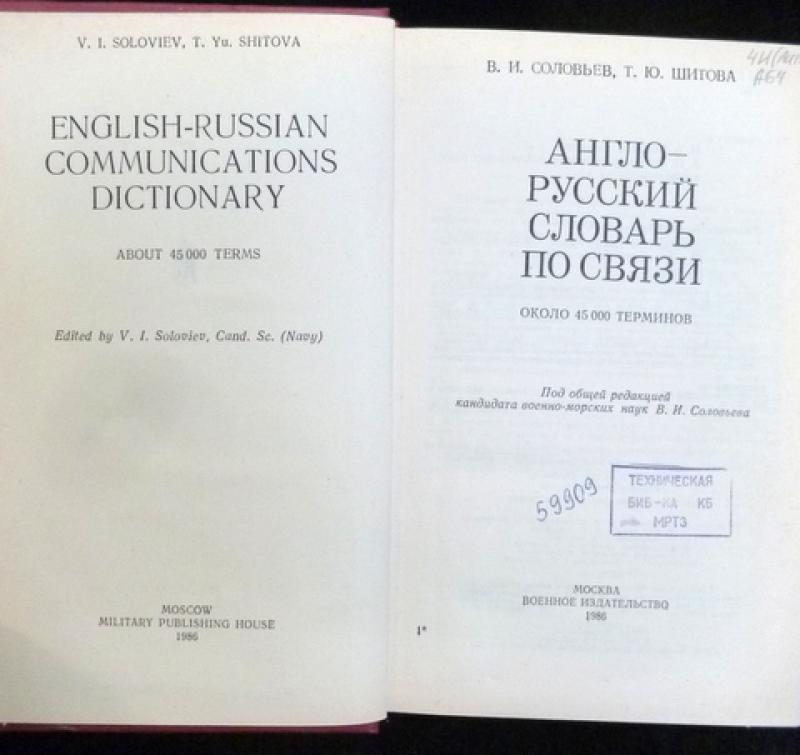 V. I. SOLOVIEV, T. Yu. SHITOVA
ENGLISH-RUSSIAN
COMMUNICATIONS
DICTIONARY
ABOUT 45 000 TERMS
Edited by V. I. Soloviev, Cand. Sc. (Navy)
MOSCOW
MILITARY PUBLISHING HOUSE
1986
В. И. СОЛОВЬЕВ, Т. Ю. ШИТОВА
АНГЛО-
РУССКИЙ
СЛОВАРЬ
ПО СВЯЗИ
ОКОЛО 45 000 ТЕРМИНОВ
Под общей редакцией
кандидата военно-морских наук В. И. Соловьева
59909
ТЕХНИЧЕСКАЯ
БИБ-КА КБ
МРТЗ
МОСКВА
ВОЕННОЕ ИЗДАТЕЛЬСТВО
1986
1*